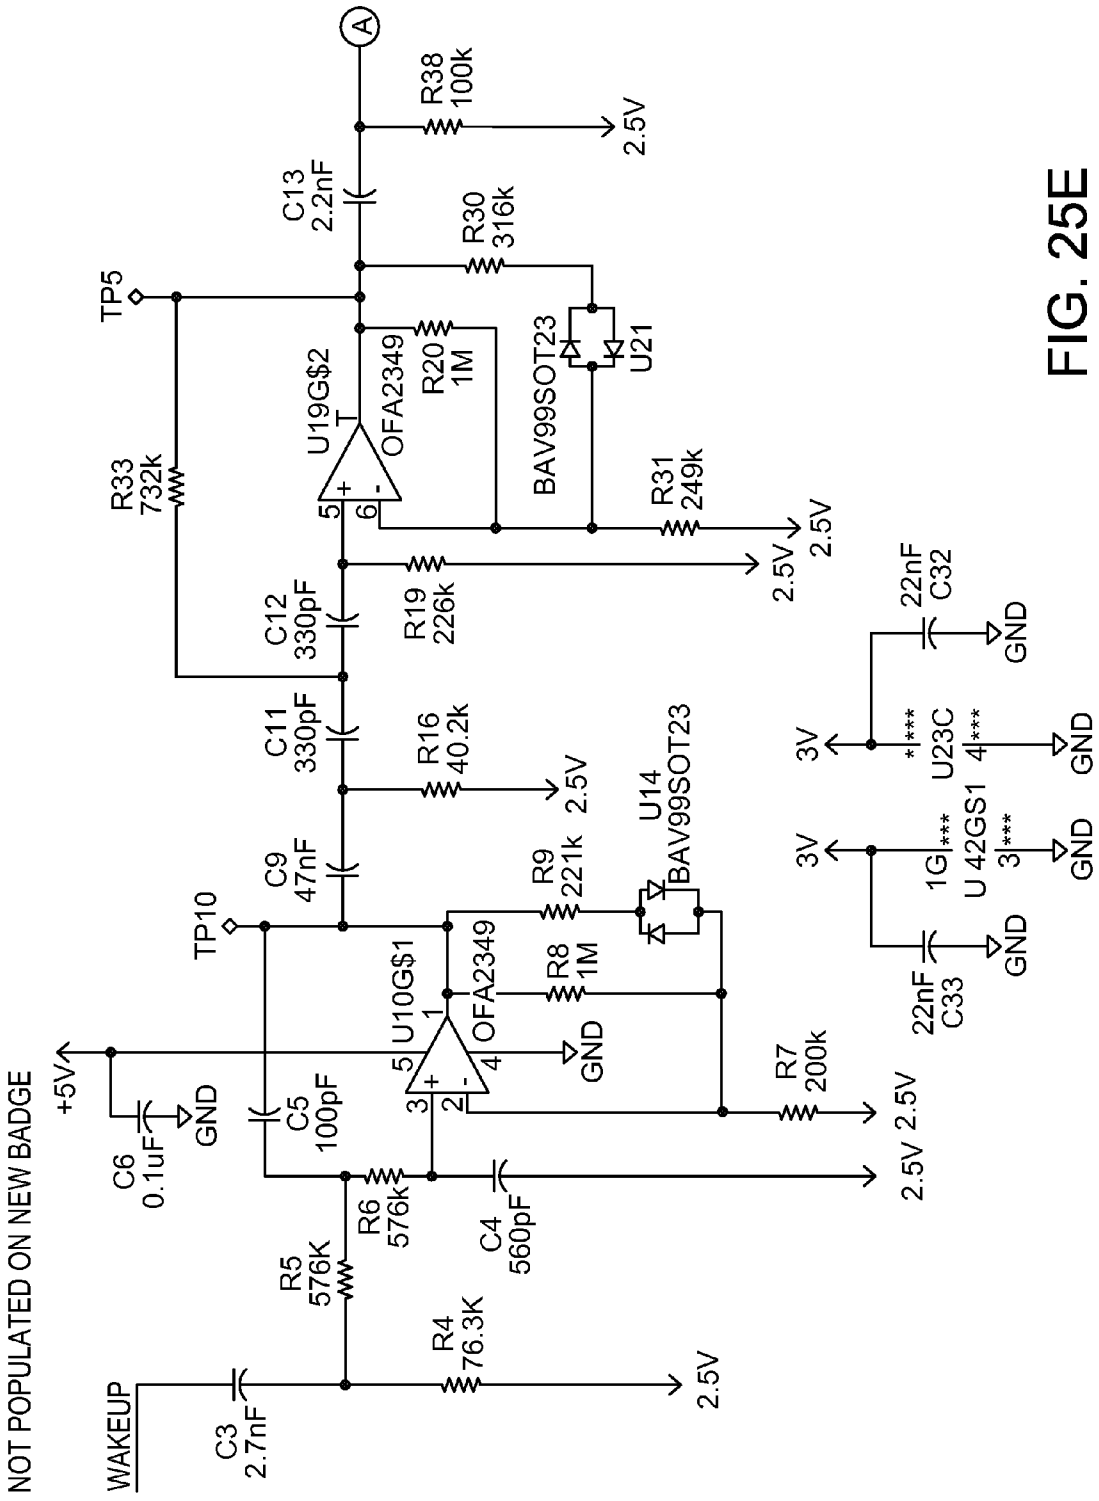 NOT POPULATED ON NEW BADGE
WAKEUP
C3
2.7nF
R4
76.3K
2.5V
R5
576K
R6
576k
C4
560pF
2.5V
C6
0.1uF
GND
+5V
C5
100pF
TP10
U10G$1
OFA2349
3
+
2
-
5
4
1
GND
R7
200k
2.5V
R8
1M
R9
221k
U14
BAV99SOT23
C9
47nF
R16
40.2k
2.5V
C11
330pF
C12
330pF
R19
226k
2.5V
R33
732k
TP5
U19G$2
T
OFA2349
5
+
6
-
R20
1M
R30
316k
BAV99SOT23
U21
R31
249k
2.5V
C13
2.2nF
R38
100k
2.5V
A
22nF
C33
GND
3V
1G***
U 42GS1
3***
GND
3V
****
U23C
4***
GND
22nF
C32
GND
FIG. 25E